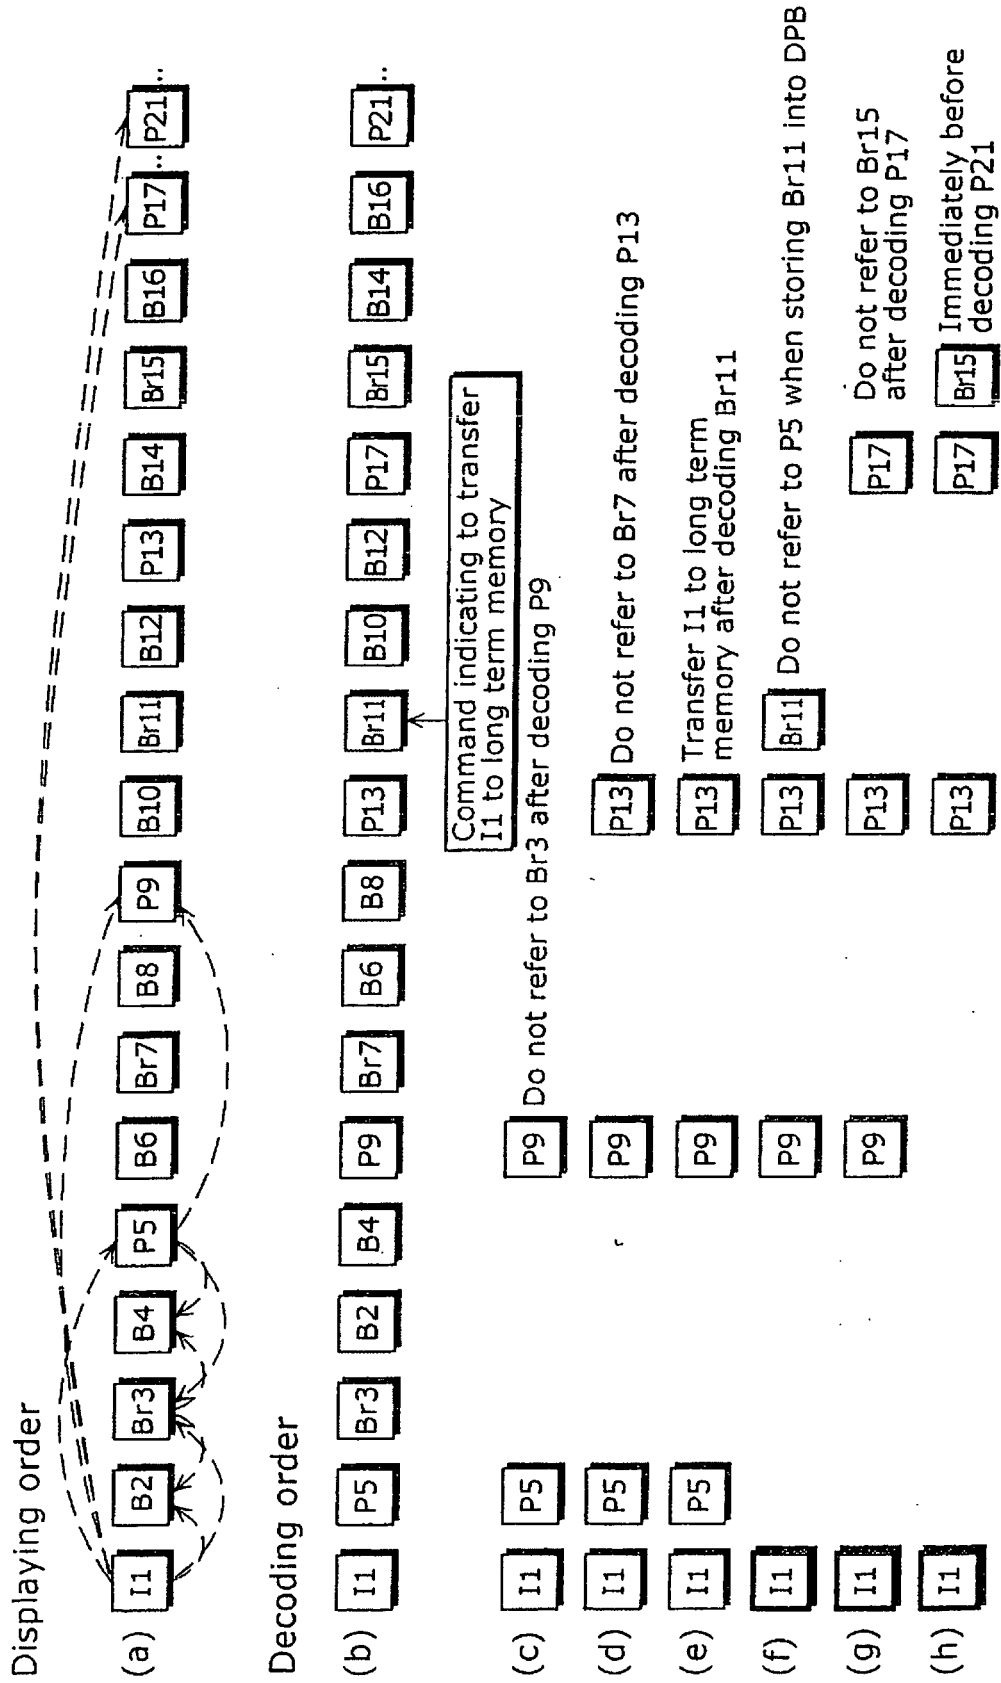 Displaying order
(a) I1 B2 Br3 B4 P5 B6 Br7 B8 P9 B10 Br11 B12 P13 B14 Br15 B16 P17 ·· P21 ··
Decoding order
(b) I1 P5 Br3 B2 B4 P9 Br7 B6 B8 P13 Br11 B10 B12 P17 Br15 B14 B16 P21 ··
Command indicating to transfer
I1 to long term memory
(c) I1 P5 P9 Do not refer to Br3 after decoding P9
(d) I1 P5 P9 P13 Do not refer to Br7 after decoding P13
(e) I1 P5 P9 P13 Transfer I1 to long term
memory after decoding Br11
(f) I1 P9 P13 Br11 Do not refer to P5 when storing Br11 into DPB
(g) I1 P9 P13 P17 Do not refer to Br15
after decoding P17
(h) I1 P13 P17 Br15 Immediately before
decoding P21